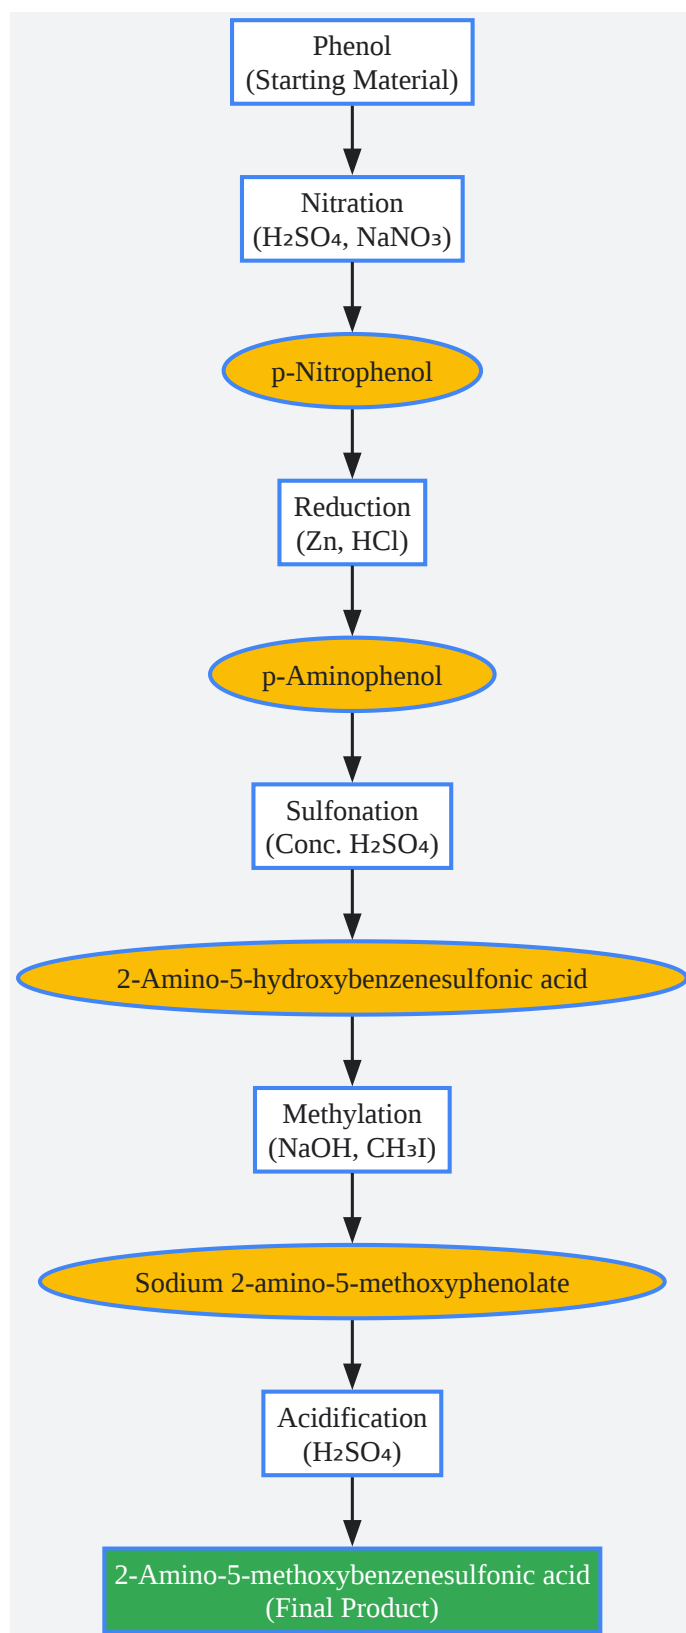 Phenol
(Starting Material)
Nitration
(H₂SO₄, NaNO₃)
p-Nitrophenol
Reduction
(Zn, HCl)
p-Aminophenol
Sulfonation
(Conc. H₂SO₄)
2-Amino-5-hydroxybenzenesulfonic acid
Methylation
(NaOH, CH₃I)
Sodium 2-amino-5-methoxyphenolate
Acidification
(H₂SO₄)
2-Amino-5-methoxybenzenesulfonic acid
(Final Product)